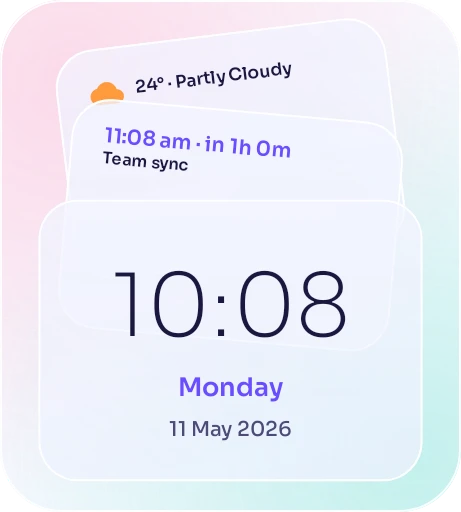 24° · Partly Cloudy
11:08 am · in 1h 0m
Team sync
10:08
Monday
11 May 2026